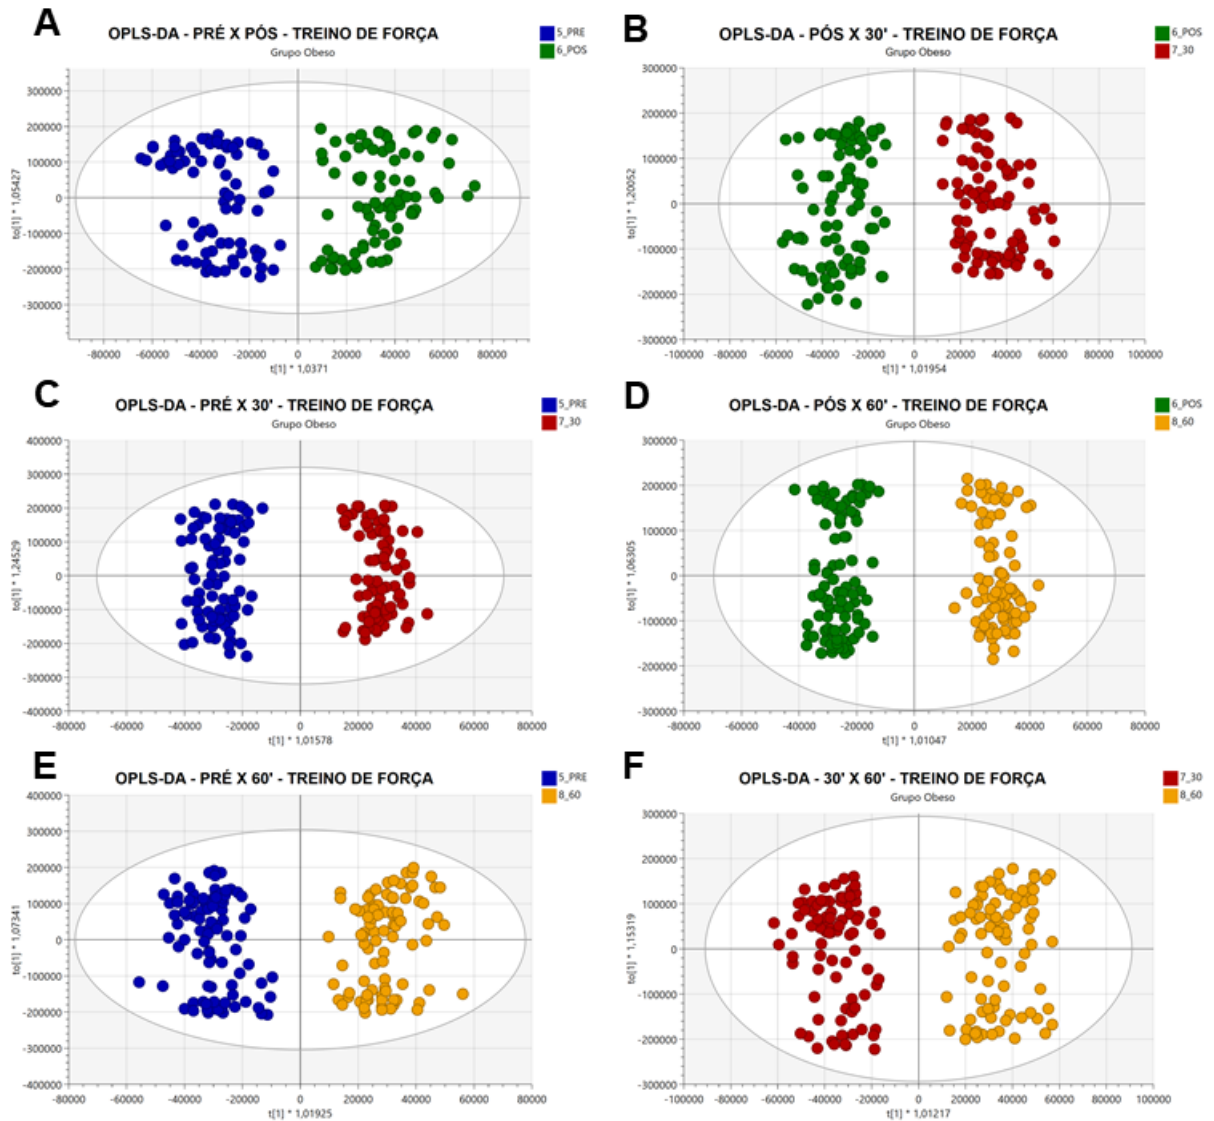 A
OPLS-DA - PRÉ X PÓS - TREINO DE FORÇA
Grupo Obeso
5_PRE
6_POS
300000
200000
100000
0
-100000
-200000
-300000
to[1] * 1,05427
-80000 -60000 -40000 -20000 0 20000 40000 60000 80000
t[1] * 1,0371
B
OPLS-DA - PÓS X 30' - TREINO DE FORÇA
Grupo Obeso
6_POS
7_30
300000
200000
100000
0
-100000
-200000
-300000
to[1] * 1,20052
-100000 -80000 -60000 -40000 -20000 0 20000 40000 60000 80000 100000
t[1] * 1,01954
C
OPLS-DA - PRÉ X 30' - TREINO DE FORÇA
Grupo Obeso
5_PRE
7_30
400000
300000
200000
100000
0
-100000
-200000
-300000
-400000
to[1] * 1,24529
-80000 -60000 -40000 -20000 0 20000 40000 60000 80000
t[1] * 1,01578
D
OPLS-DA - PÓS X 60' - TREINO DE FORÇA
Grupo Obeso
6_POS
8_60
300000
200000
100000
0
-100000
-200000
-300000
to[1] * 1,06305
-80000 -60000 -40000 -20000 0 20000 40000 60000 80000
t[1] * 1,01047
E
OPLS-DA - PRÉ X 60' - TREINO DE FORÇA
Grupo Obeso
5_PRE
8_60
400000
300000
200000
100000
0
-100000
-200000
-300000
-400000
to[1] * 1,07341
-80000 -60000 -40000 -20000 0 20000 40000 60000 80000
t[1] * 1,01925
F
OPLS-DA - 30' X 60' - TREINO DE FORÇA
Grupo Obeso
7_30
8_60
300000
200000
100000
0
-100000
-200000
-300000
to[1] * 1,15319
-100000 -80000 -60000 -40000 -20000 0 20000 40000 60000 80000 100000
t[1] * 1,01217